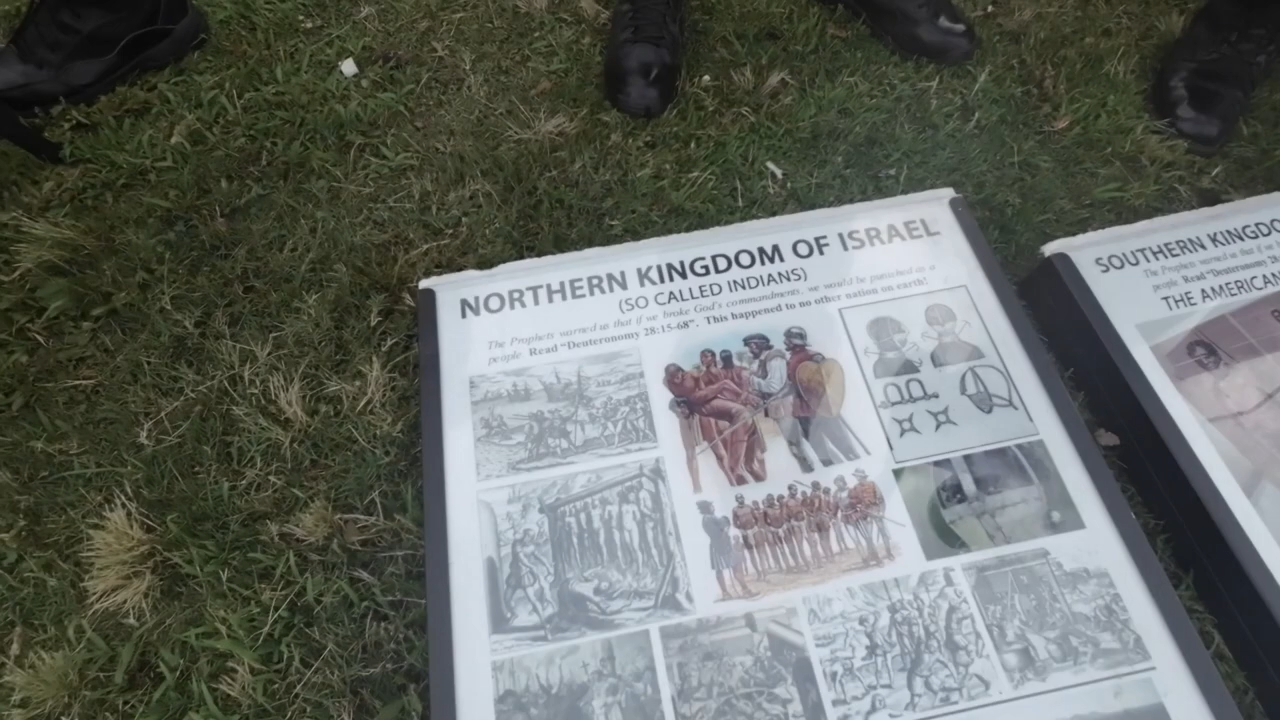 NORTHERN KINGDOM OF ISRAEL
(SO CALLED INDIANS)
The Prophets warned us that if we broke God's commandments, we would be punished as a
people. Read "Deuteronomy 28:15-68". This happened to no other nation on earth!
SOUTHERN KINGDO
The Prophets warned us that if we
people. Read "Deuteronomy 28
THE AMERICAN